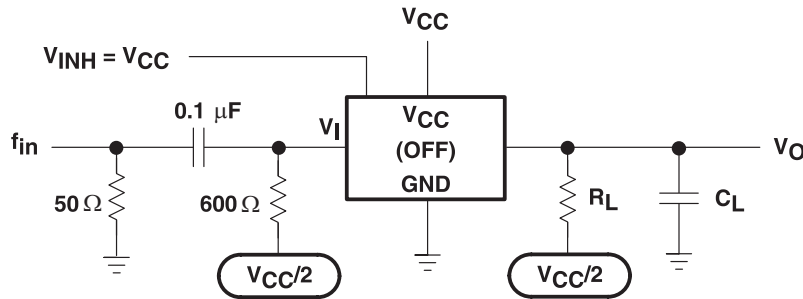 VCC
VINH = VCC
0.1 μF
fin
VI
VCC
(OFF)
GND
VO
50 Ω
600 Ω
RL
CL
VCC/2
VCC/2